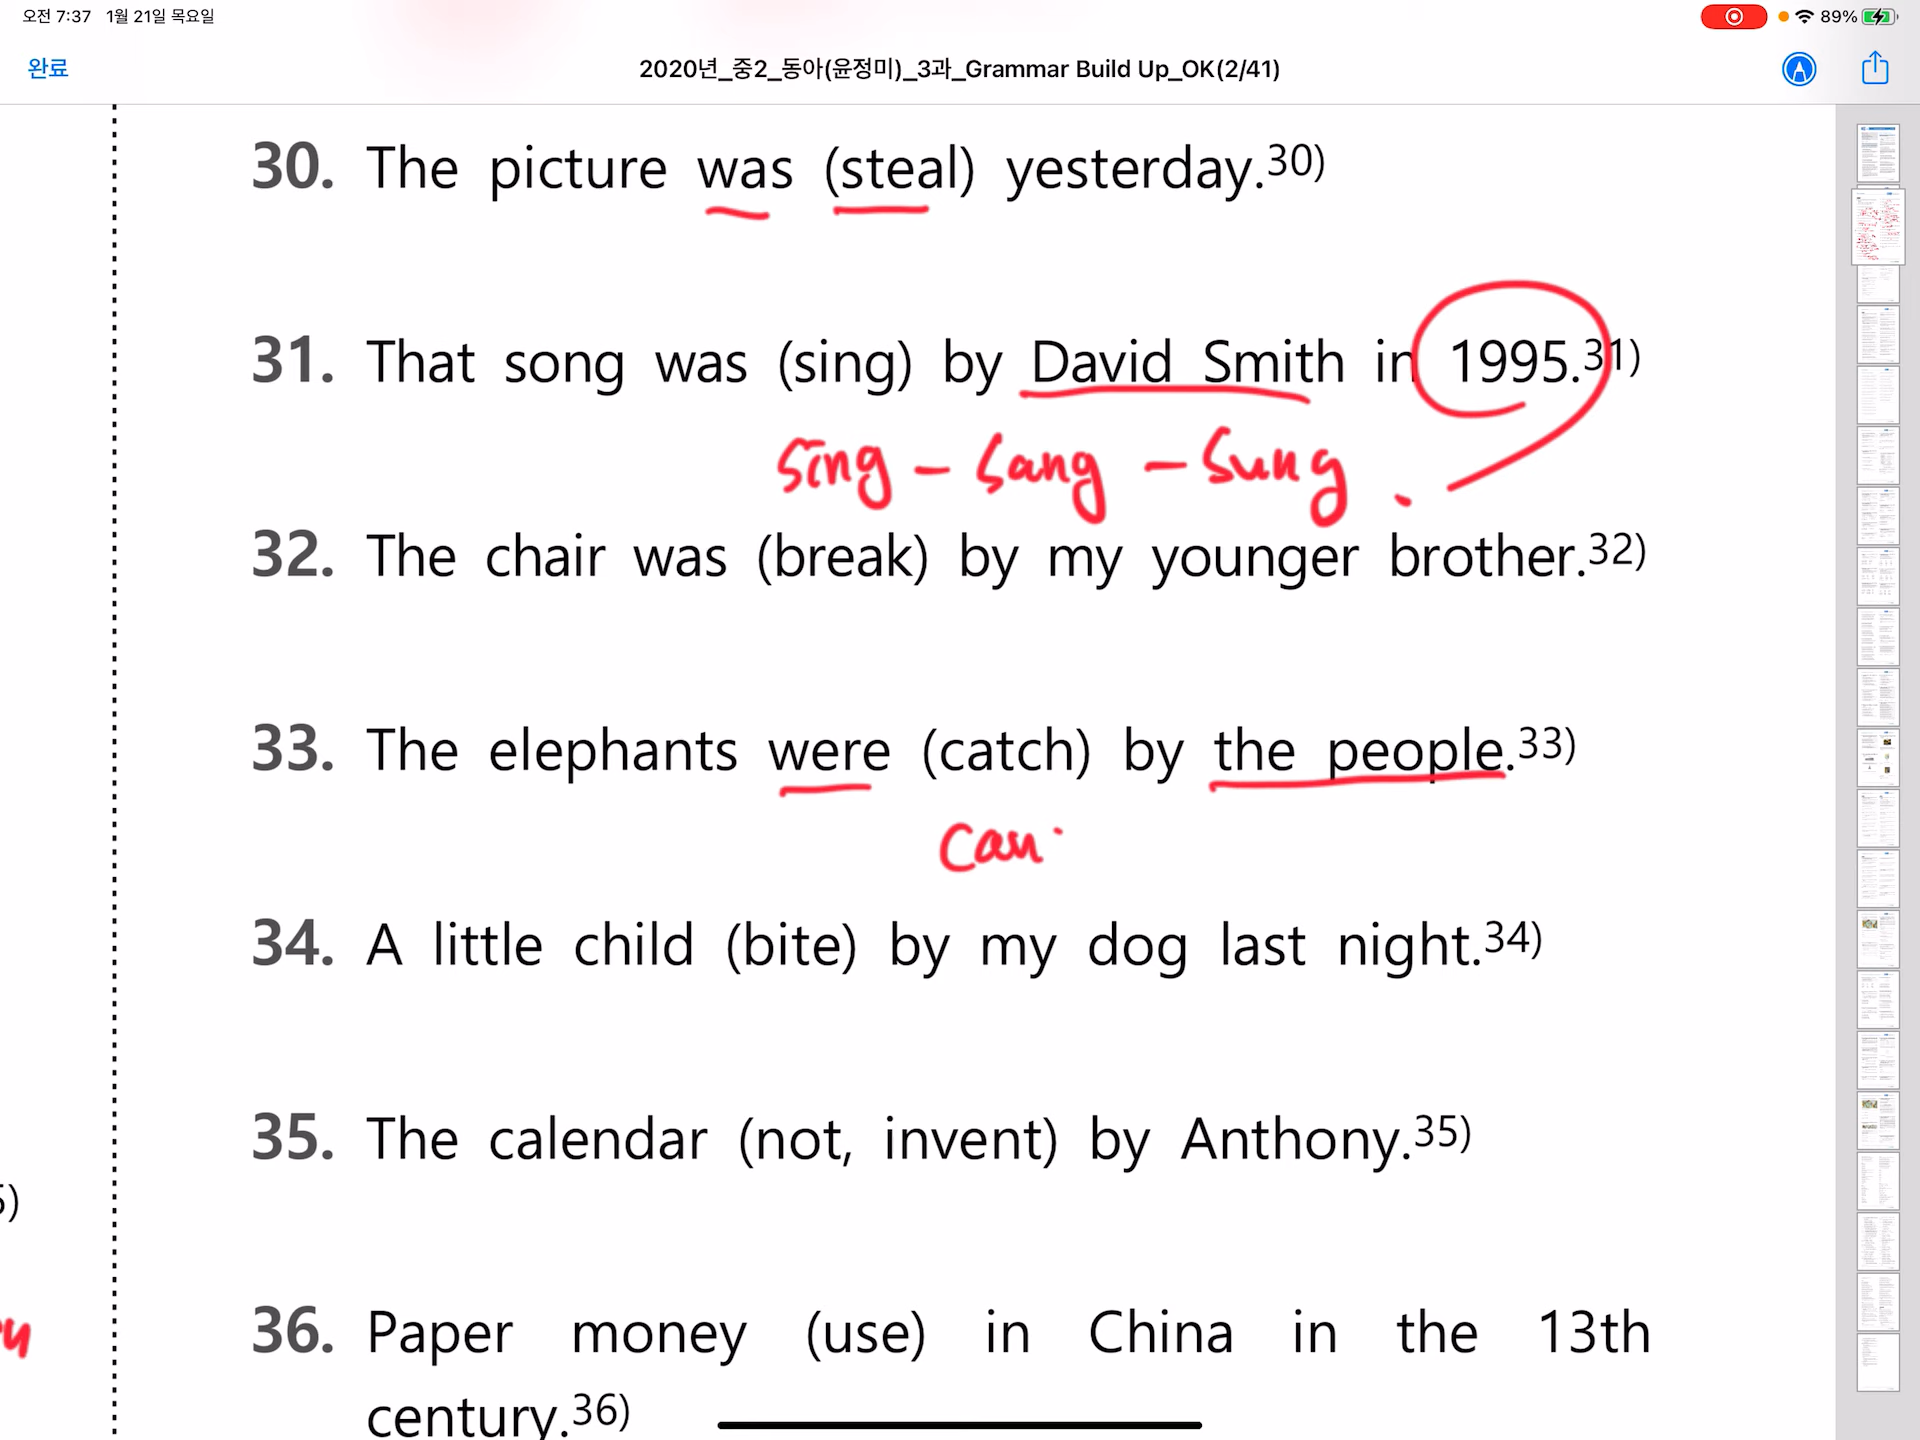 오전 7:37 1월 21일 목요일
89%
완료
2020년_중2_동아(윤정미)_3과_Grammar Build Up_OK(2/41)
30. The picture was (steal) yesterday.30)
31. That song was (sing) by David Smith in 1995.31)
sing - sang - sung
32. The chair was (break) by my younger brother.32)
33. The elephants were (catch) by the people.33)
cau
34. A little child (bite) by my dog last night.34)
35. The calendar (not, invent) by Anthony.35)
36. Paper money (use) in China in the 13th
century.36)